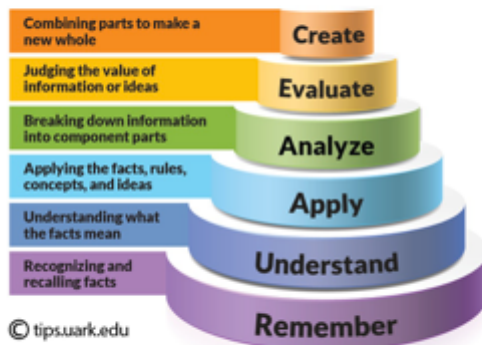 Combining parts to make a
new whole
Create
Judging the value of
information or ideas
Evaluate
Breaking down information
into component parts
Analyze
Applying the facts, rules,
concepts, and ideas
Apply
Understanding what
the facts mean
Understand
Recognizing and
recalling facts
Remember
© tips.uark.edu